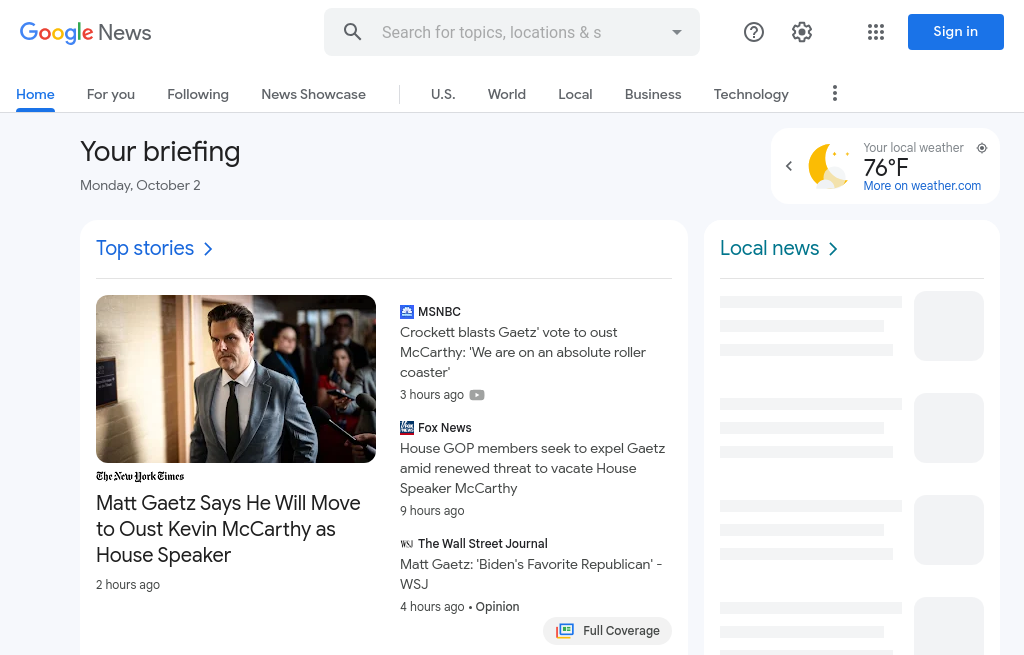 Google News
Search for topics, locations & s
Sign in
Home
For you
Following
News Showcase
U.S.
World
Local
Business
Technology
Your briefing
Monday, October 2
Your local weather
76°F
More on weather.com
Top stories
Local news
The New York Times
Matt Gaetz Says He Will Move
to Oust Kevin McCarthy as
House Speaker
2 hours ago
MSNBC
Crockett blasts Gaetz' vote to oust
McCarthy: 'We are on an absolute roller
coaster'
3 hours ago
Fox News
House GOP members seek to expel Gaetz
amid renewed threat to vacate House
Speaker McCarthy
9 hours ago
WSJ The Wall Street Journal
Matt Gaetz: 'Biden's Favorite Republican' -
WSJ
4 hours ago • Opinion
Full Coverage